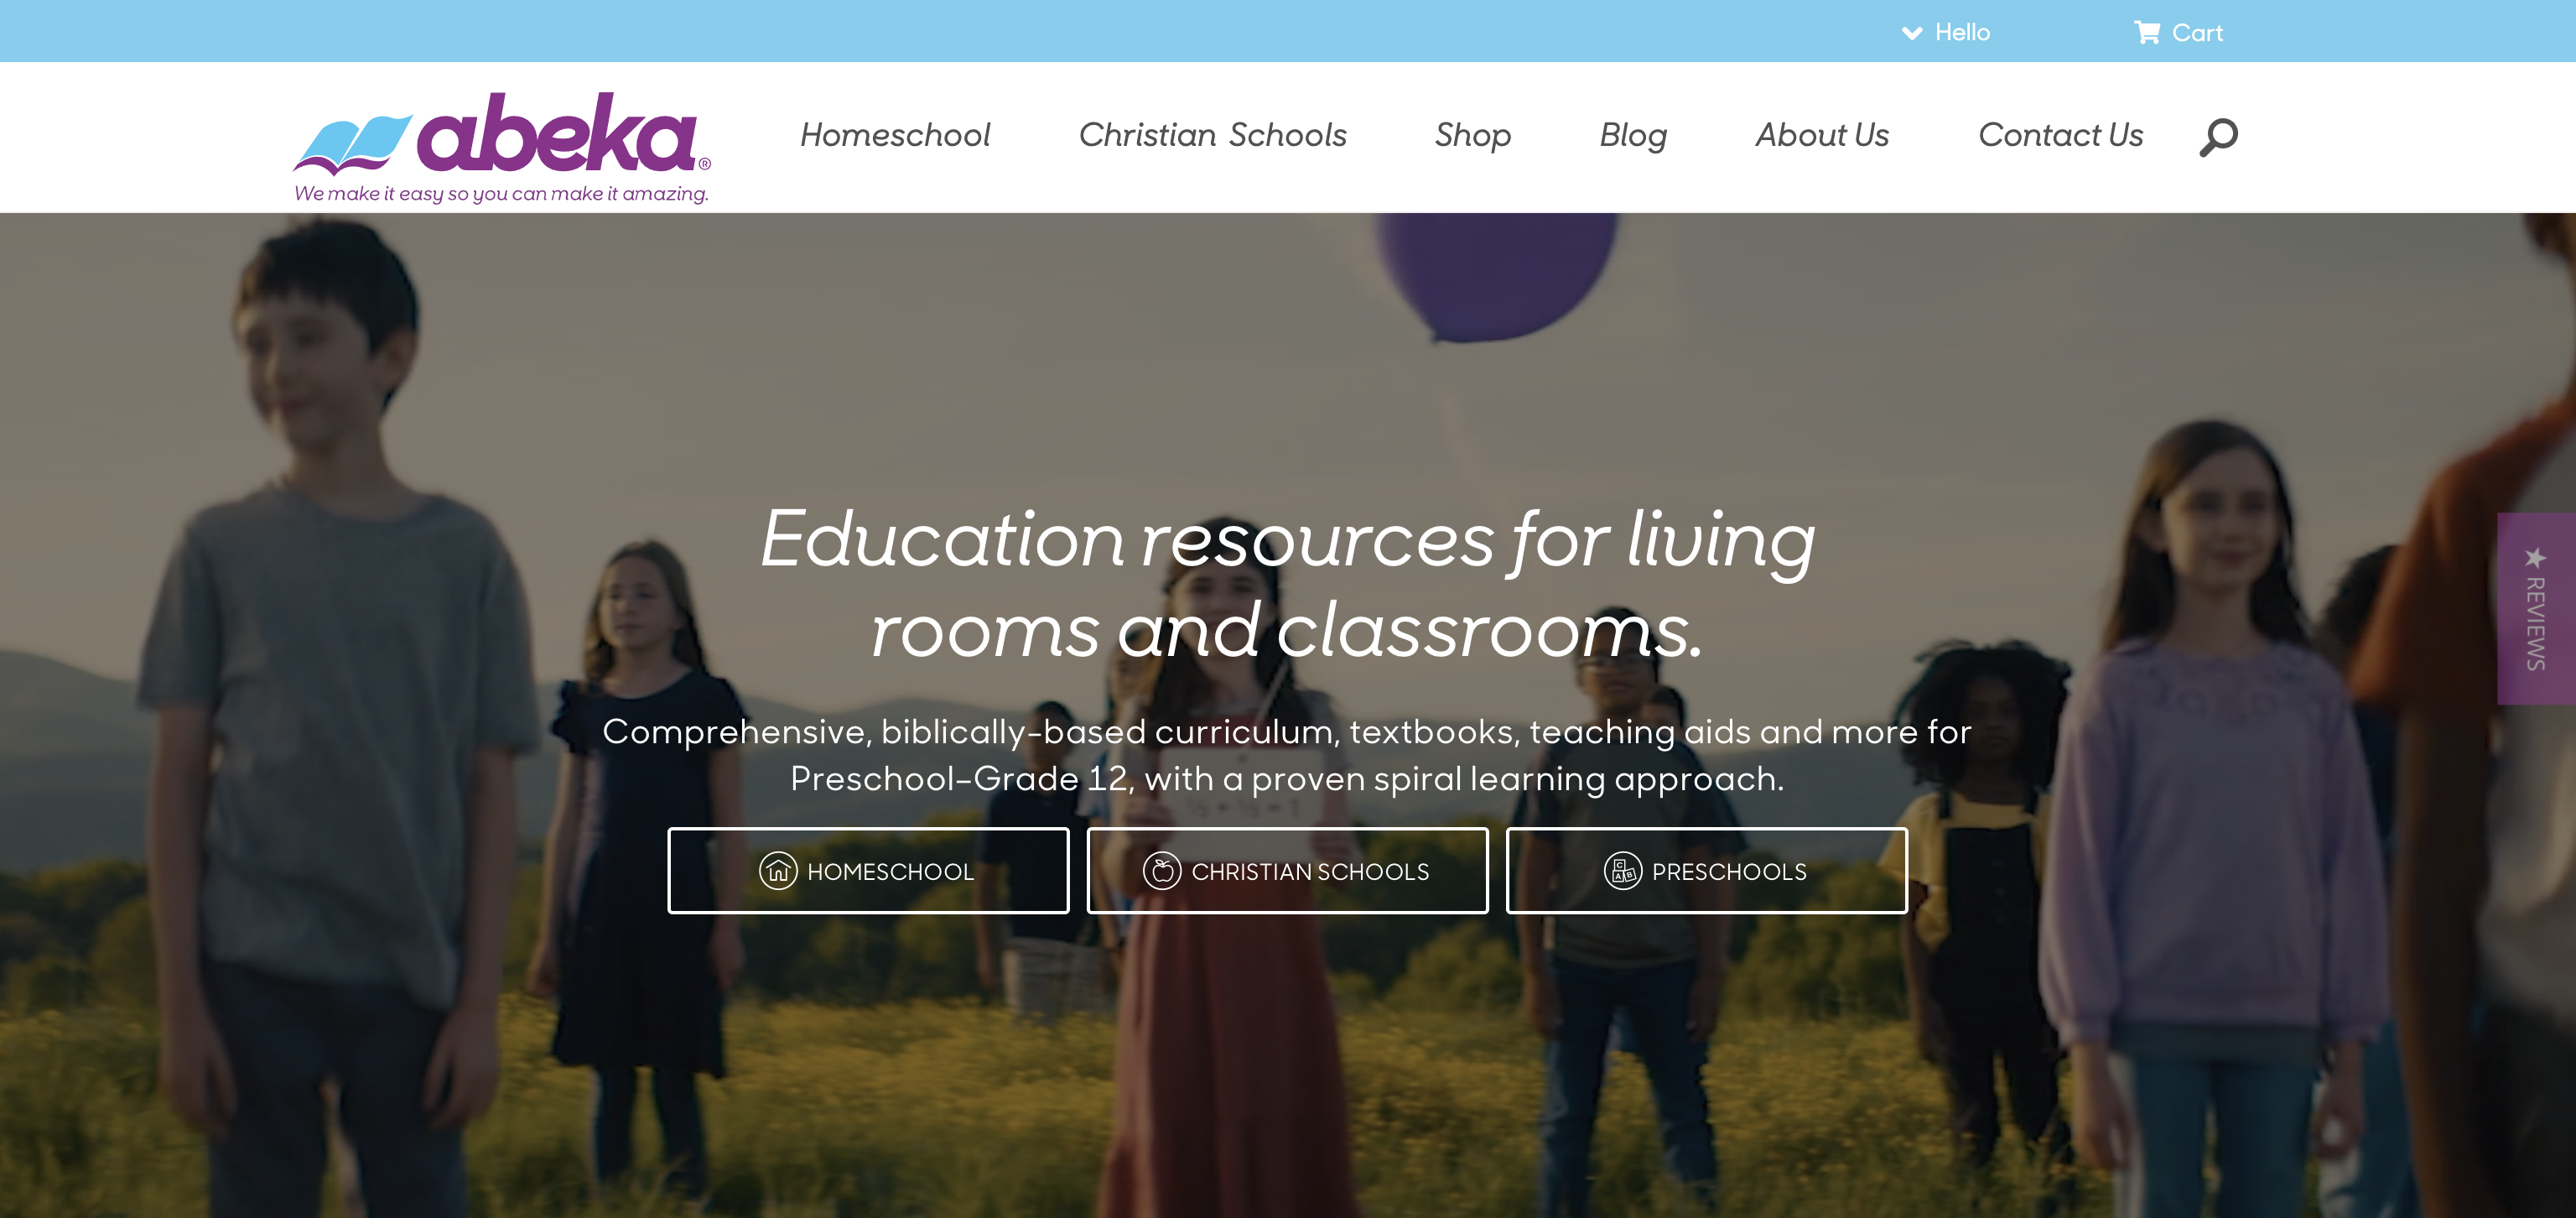 Hello
Cart
abeka®
We make it easy so you can make it amazing.
Homeschool
Christian Schools
Shop
Blog
About Us
Contact Us
Education resources for living
rooms and classrooms.
Comprehensive, biblically-based curriculum, textbooks, teaching aids and more for
Preschool–Grade 12, with a proven spiral learning approach.
HOMESCHOOL
CHRISTIAN SCHOOLS
PRESCHOOLS
★ REVIEWS